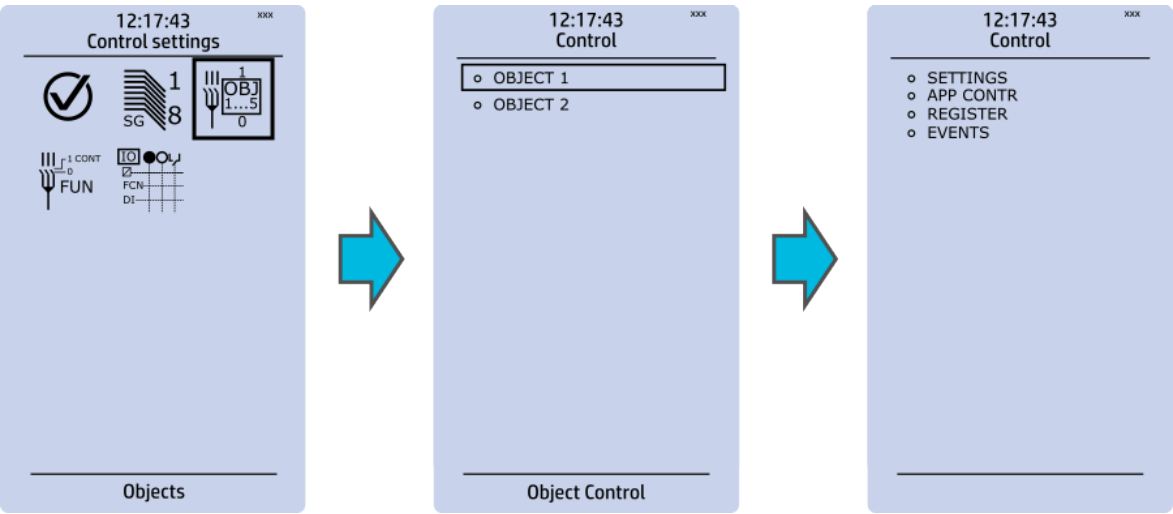 12:17:43 xxx
Control settings
1
SG 8
1
OBJ
1...5
0
1 CONT
0
FUN
IO
FCN
DI
Objects
12:17:43 xxx
Control
OBJECT 1
OBJECT 2
Object Control
12:17:43 xxx
Control
SETTINGS
APP CONTR
REGISTER
EVENTS